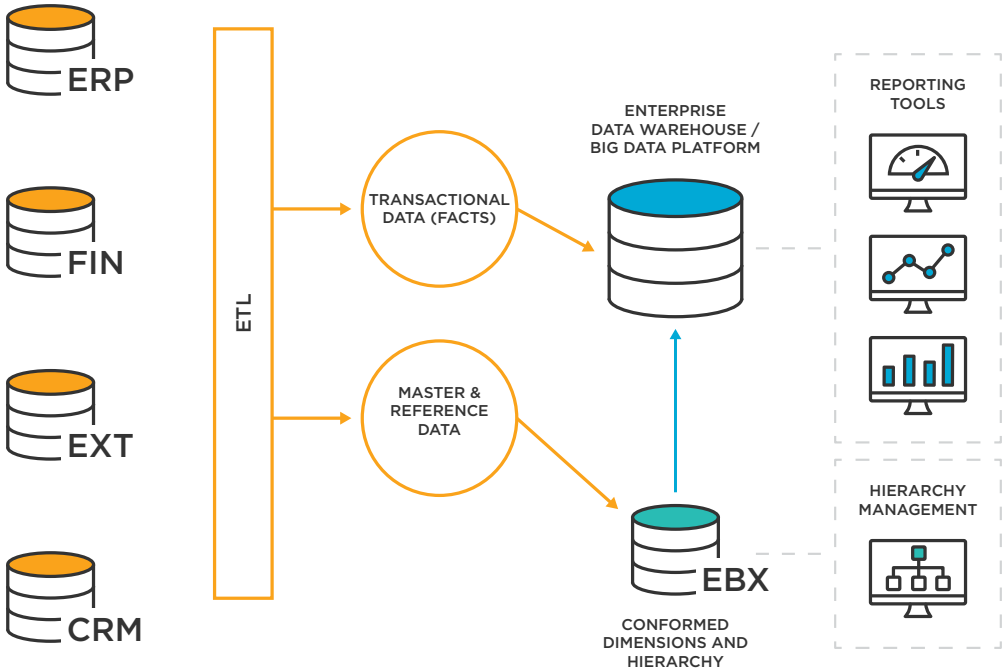 ERP
FIN
EXT
CRM
ETL
TRANSACTIONAL
DATA (FACTS)
MASTER &
REFERENCE
DATA
ENTERPRISE
DATA WAREHOUSE /
BIG DATA PLATFORM
EBX
CONFORMED
DIMENSIONS AND
HIERARCHY
REPORTING
TOOLS
HIERARCHY
MANAGEMENT